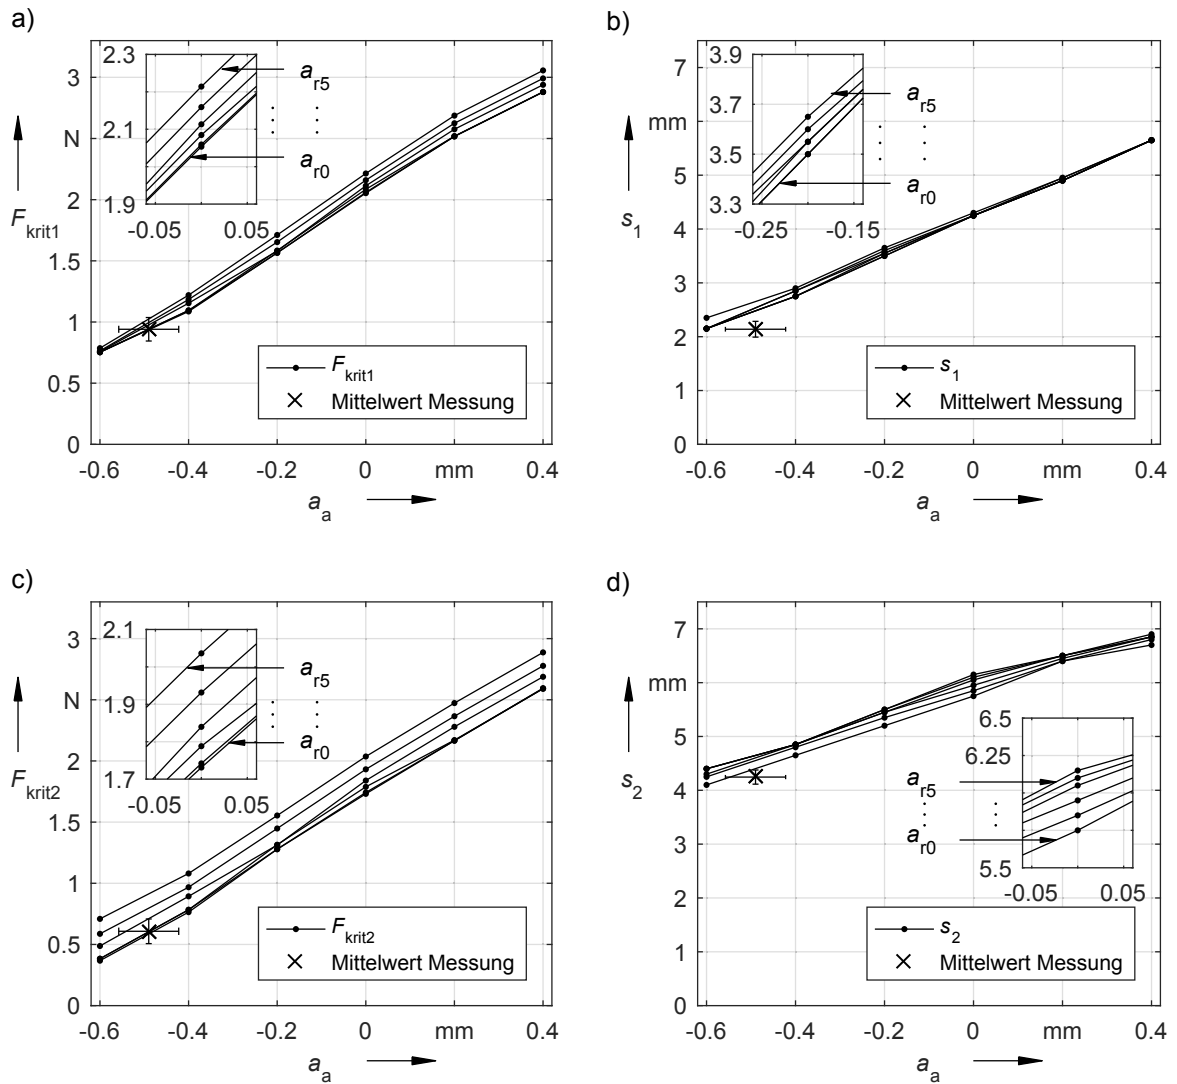 a)
2.3
2.1
1.9
-0.05 0.05
a_r5
a_r0
3
N
2
1.5
1
0.5
0
F_krit1
F_krit1
Mittelwert Messung
-0.6 -0.4 -0.2 0 mm 0.4
a_a
b)
3.9
3.7
3.5
3.3
-0.25 -0.15
a_r5
a_r0
7
mm
5
4
3
2
1
0
s_1
s_1
Mittelwert Messung
-0.6 -0.4 -0.2 0 mm 0.4
a_a
c)
2.1
1.9
1.7
-0.05 0.05
a_r5
a_r0
3
N
2
1.5
1
0.5
0
F_krit2
F_krit2
Mittelwert Messung
-0.6 -0.4 -0.2 0 mm 0.4
a_a
d)
7
mm
5
4
3
2
1
0
s_2
6.5
6.25
5.5
-0.05 0.05
a_r5
a_r0
s_2
Mittelwert Messung
-0.6 -0.4 -0.2 0 mm 0.4
a_a